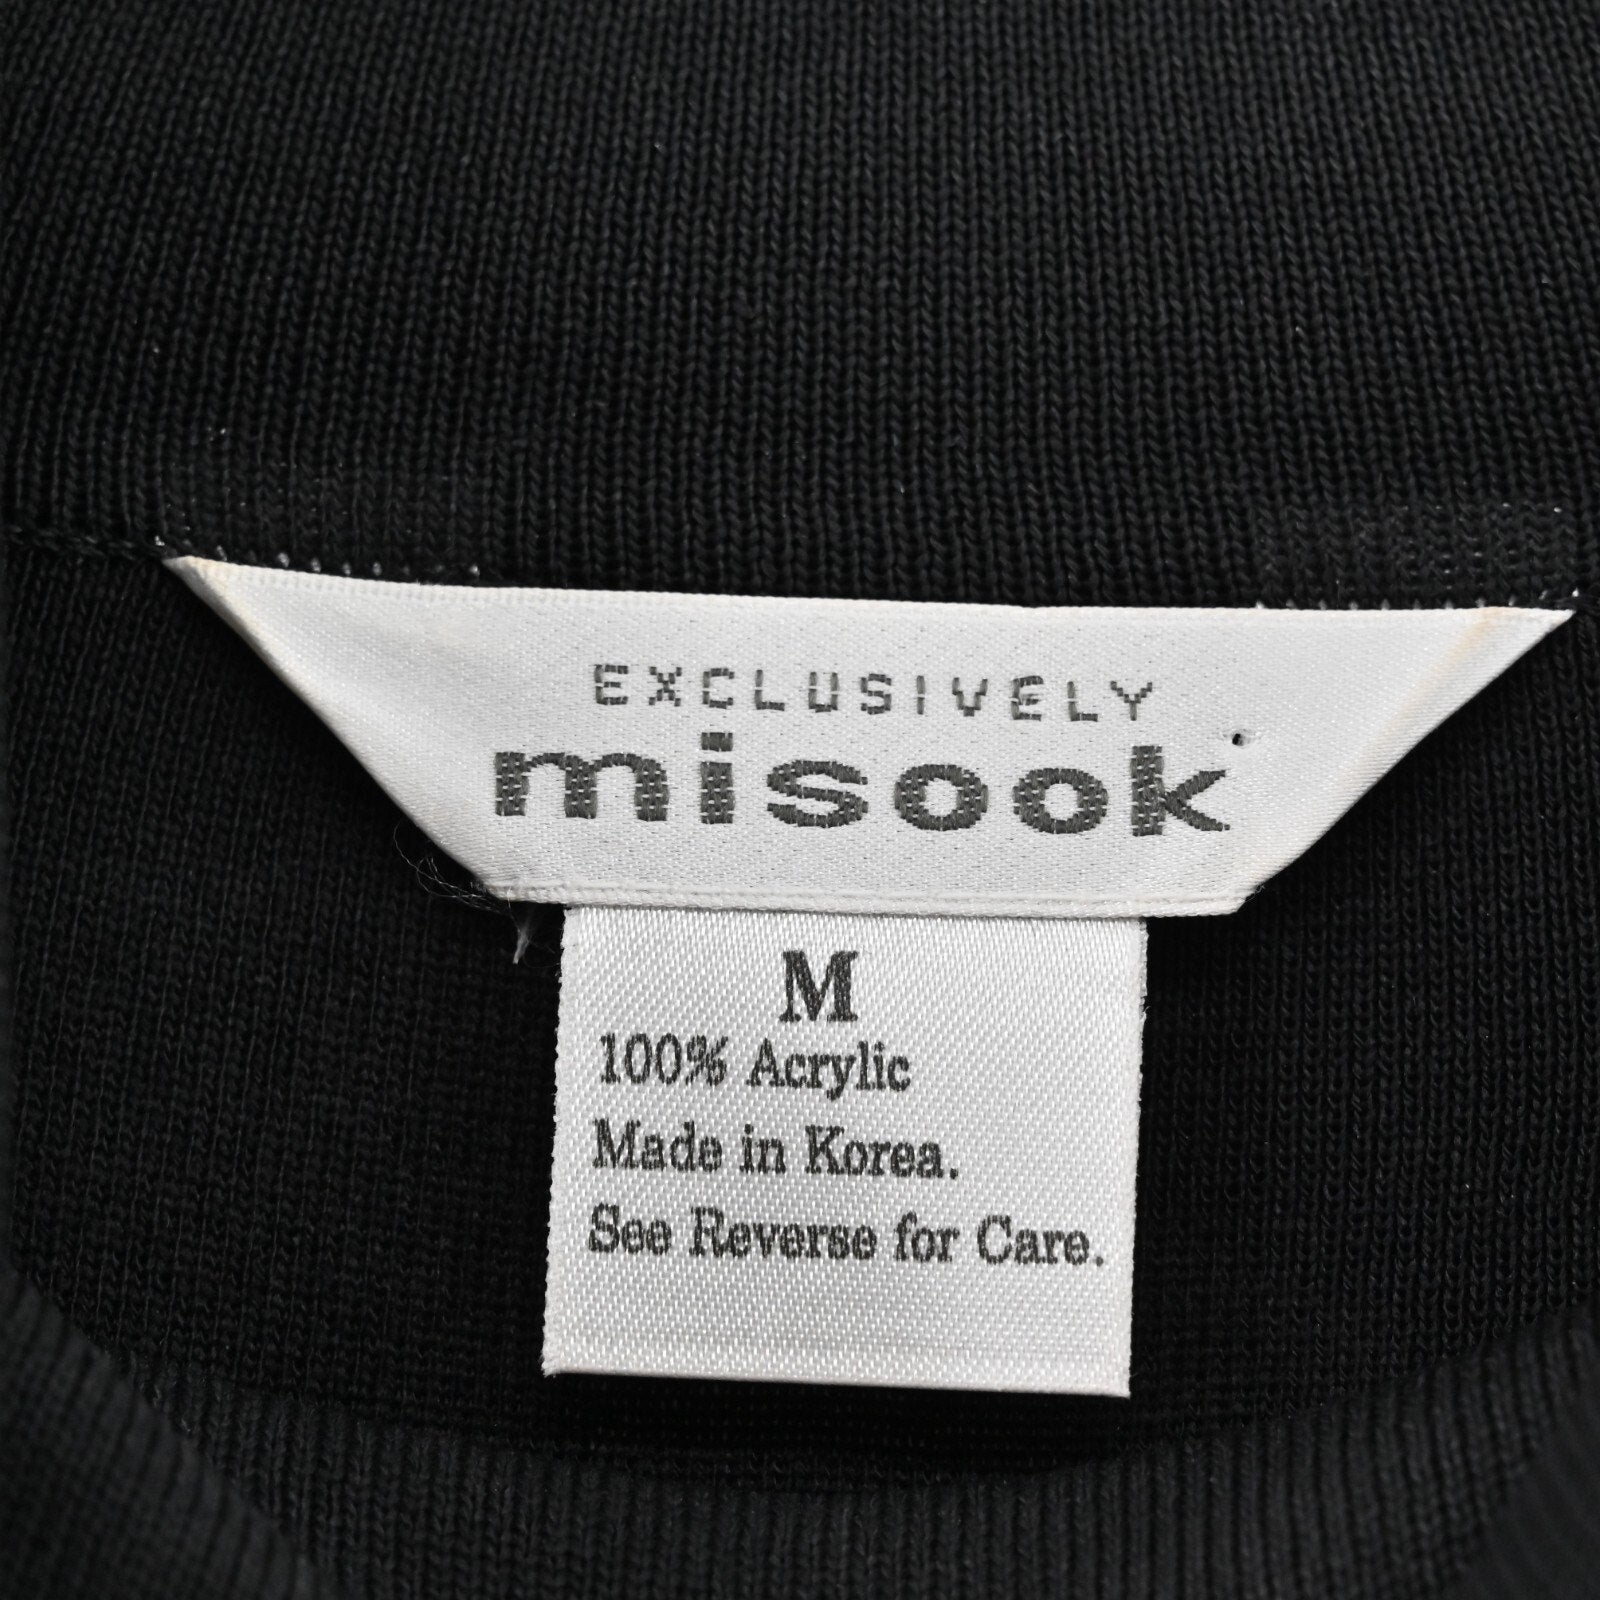 EXCLUSIVELY
misook
M
100% Acrylic
Made in Korea.
See Reverse for Care.